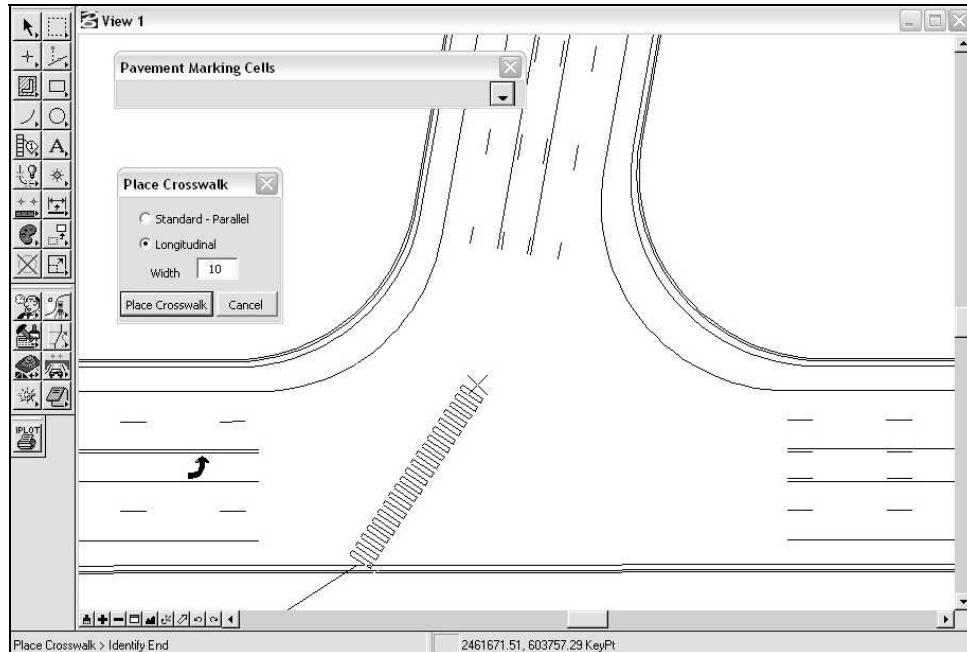 View 1
Pavement Marking Cells
Place Crosswalk
Standard - Parallel
Longitudinal
Width 10
Place Crosswalk Cancel
A
IPLOT
Place Crosswalk > Identify End
2461671.51, 603757.29 KeyPt